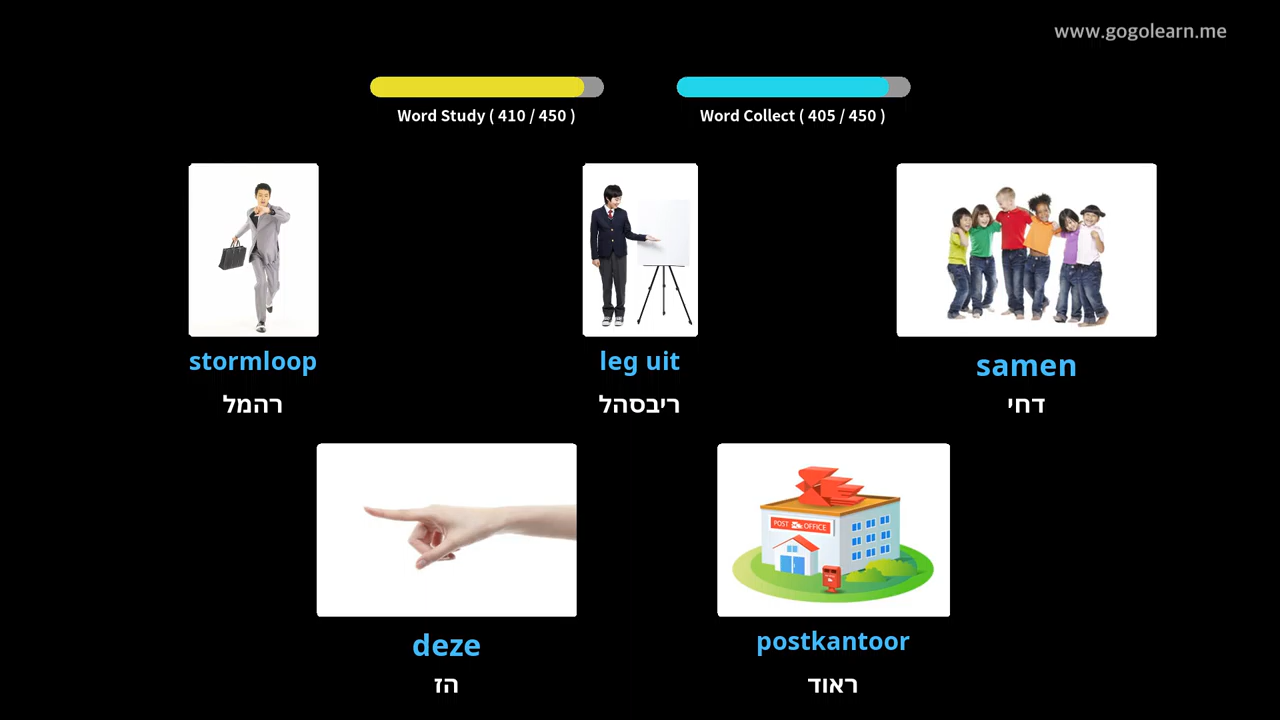 www.gogolearn.me
Word Study ( 410 / 450 )
Word Collect ( 405 / 450 )
stormloop
רהמל
leg uit
ריבסהל
samen
דחי
deze
הז
POST OFFICE
postkantoor
ראוד